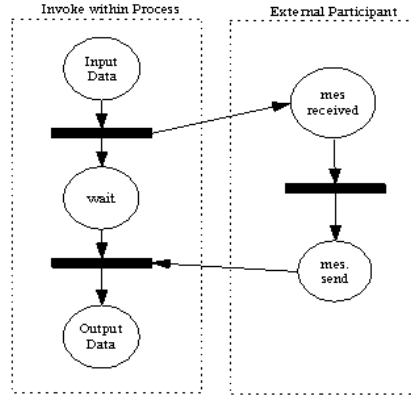 Invoke within Process
External Participant
Input
Data
mes
received
wait
mes.
send
Output
Data